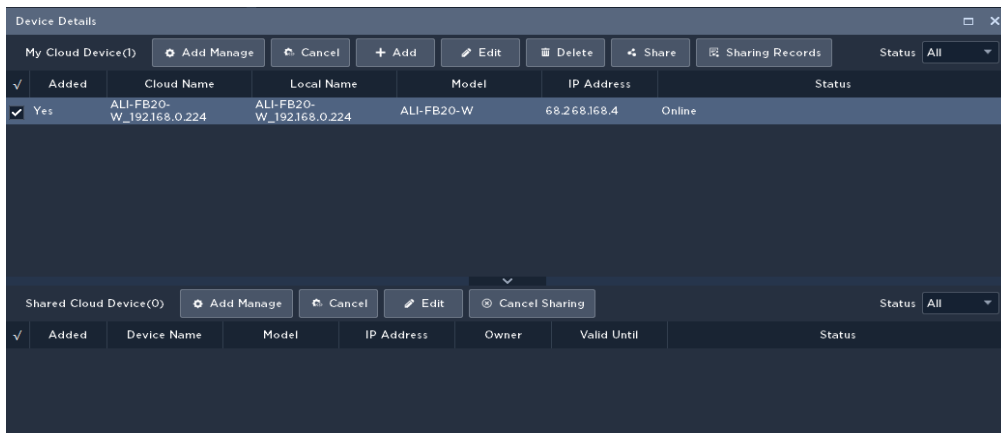 Device Details
My Cloud Device(1) Add Manage Cancel + Add Edit Delete Share Sharing Records Status All
√ Added Cloud Name Local Name Model IP Address Status
Yes ALI-FB20-W_192.168.0.224 ALI-FB20-W_192.168.0.224 ALI-FB20-W 68.268.168.4 Online
Shared Cloud Device(0) Add Manage Cancel Edit Cancel Sharing Status All
√ Added Device Name Model IP Address Owner Valid Until Status